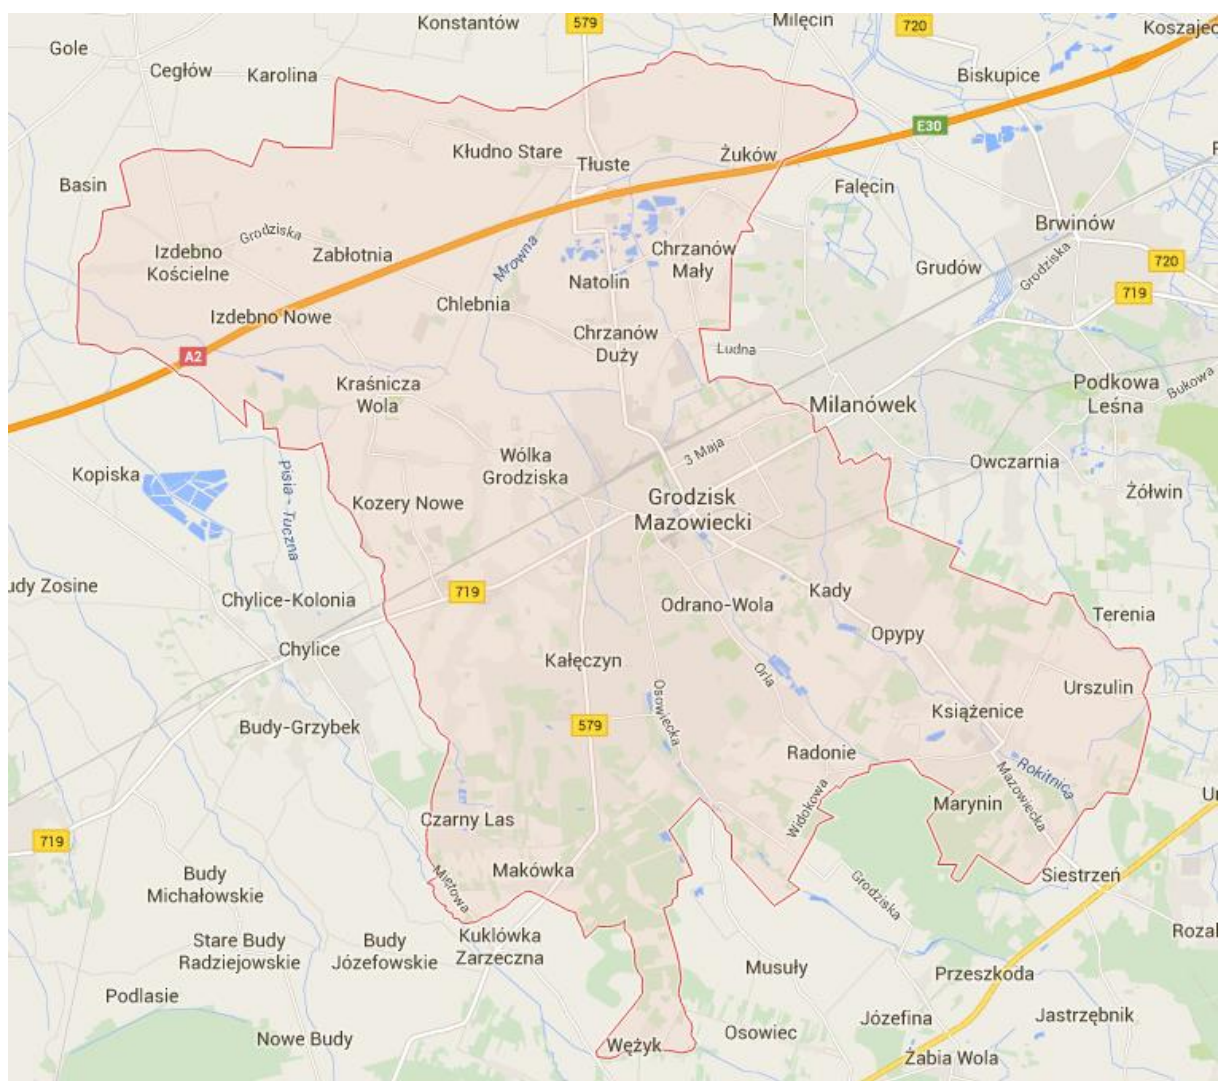 Konstantów
579
Milęcin
720
Koszajec
Gole
Cegłów
Karolina
Biskupice
E30
Kłudno Stare
Tłuste
Żuków
Basin
Falęcin
Brwinów
Izdebno
Kościelne
Grodziska
Zabłotnia
Mrowna
Chrzanów
Mały
Grudów
Grodziska
720
719
Natolin
Chlebnia
Izdebno Nowe
Chrzanów
Duży
Ludna
A2
Kraśnicza
Wola
Milanówek
Podkowa
Leśna
Bukowa
Kopiska
Pisia - Tuczna
Wólka
Grodziska
3 Maja
Owczarnia
Żółwin
Kozery Nowe
Grodzisk
Mazowiecki
udy Zosine
Chylice-Kolonia
719
Odrano-Wola
Kady
Terenia
Chylice
Kałęczyn
Opypy
Orla
Osowiecka
Urszulin
Budy-Grzybek
579
Książenice
Radonie
Rokitnica
Mazowiecka
Marynin
Widokowa
719
Czarny Las
Makówka
Siestrzeń
Budy
Michałowskie
Miętowa
Grodziska
Stare Budy
Radziejowskie
Budy
Józefowskie
Kuklówka
Zarzeczna
Rozal
Musuły
Przeszkoda
Podlasie
Nowe Budy
Wężyk
Osowiec
Józefina
Jastrzębnik
Żabia Wola